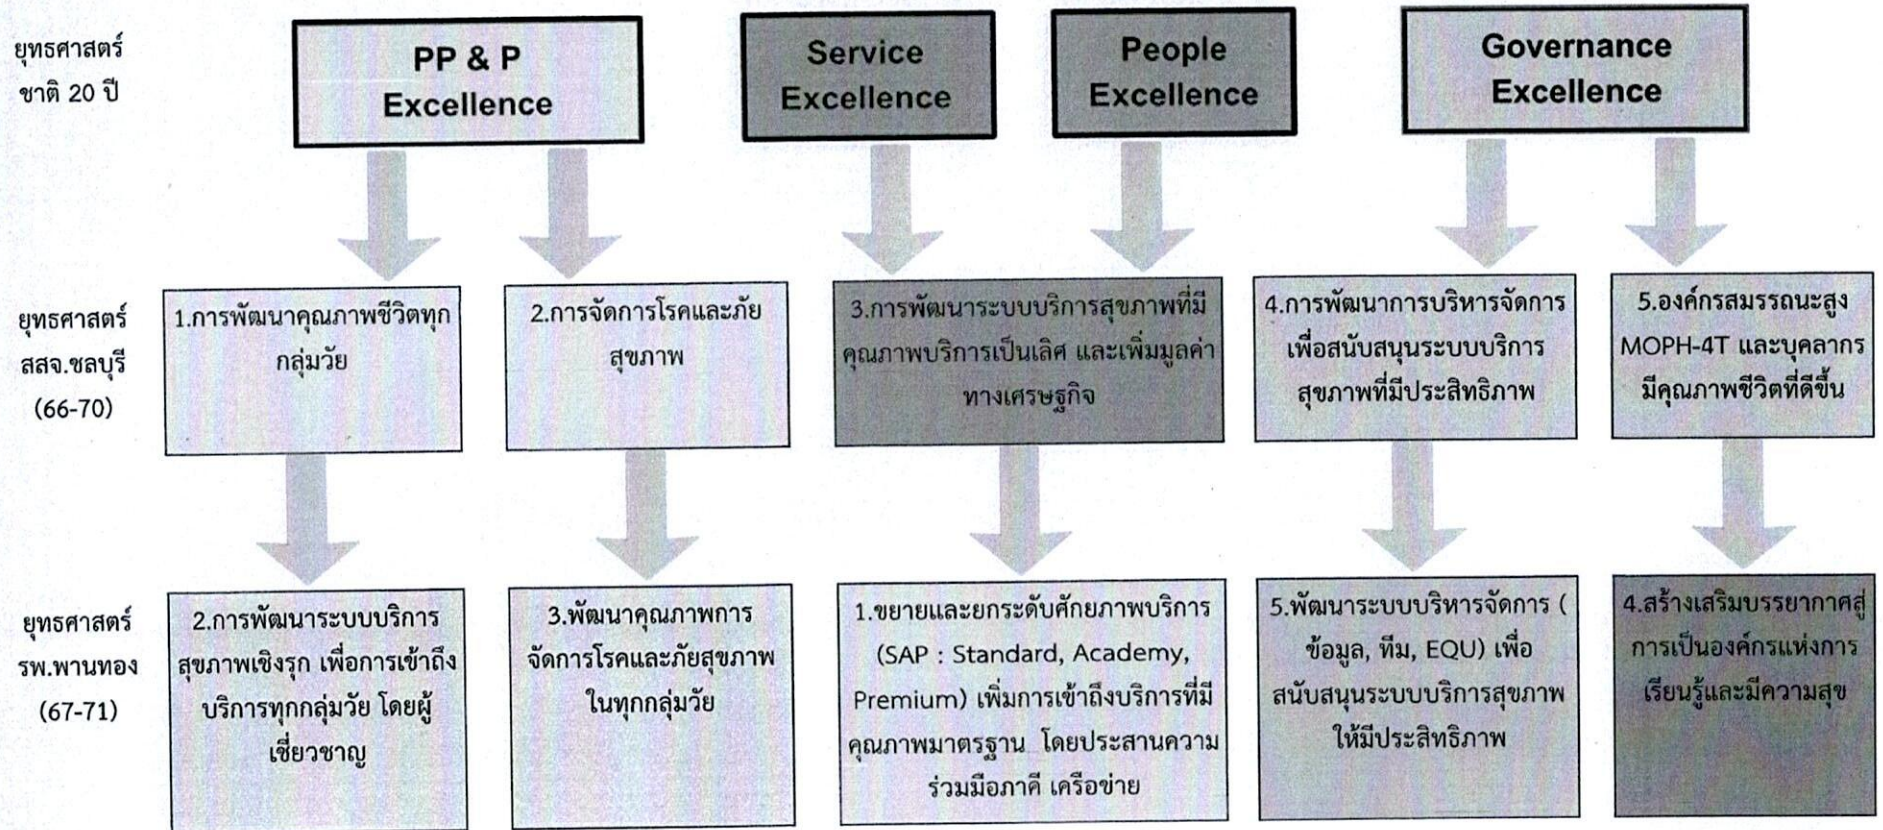 ยุทธศาสตร์
ชาติ 20 ปี
PP & P
Excellence
Service
Excellence
People
Excellence
Governance
Excellence
ยุทธศาสตร์
สสจ.ชลบุรี
(66-70)
1.การพัฒนาคุณภาพชีวิตทุก
กลุ่มวัย
2.การจัดการโรคและภัย
สุขภาพ
3.การพัฒนาระบบบริการสุขภาพที่มี
คุณภาพบริการเป็นเลิศ และเพิ่มมูลค่า
ทางเศรษฐกิจ
4.การพัฒนาการบริหารจัดการ
เพื่อสนับสนุนระบบบริการ
สุขภาพที่มีประสิทธิภาพ
5.องค์กรสมรรถนะสูง
MOPH-4T และบุคลากร
มีคุณภาพชีวิตที่ดีขึ้น
ยุทธศาสตร์
รพ.พานทอง
(67-71)
2.การพัฒนาระบบบริการ
สุขภาพเชิงรุก เพื่อการเข้าถึง
บริการทุกกลุ่มวัย โดยผู้
เชี่ยวชาญ
3.พัฒนาคุณภาพการ
จัดการโรคและภัยสุขภาพ
ในทุกกลุ่มวัย
1.ขยายและยกระดับศักยภาพบริการ
(SAP : Standard, Academy,
Premium) เพิ่มการเข้าถึงบริการที่มี
คุณภาพมาตรฐาน โดยประสานความ
ร่วมมือภาคี เครือข่าย
5.พัฒนาระบบบริหารจัดการ (
ข้อมูล, ทีม, EQU) เพื่อ
สนับสนุนระบบบริการสุขภาพ
ให้มีประสิทธิภาพ
4.สร้างเสริมบรรยากาศสู่
การเป็นองค์กรแห่งการ
เรียนรู้และมีความสุข